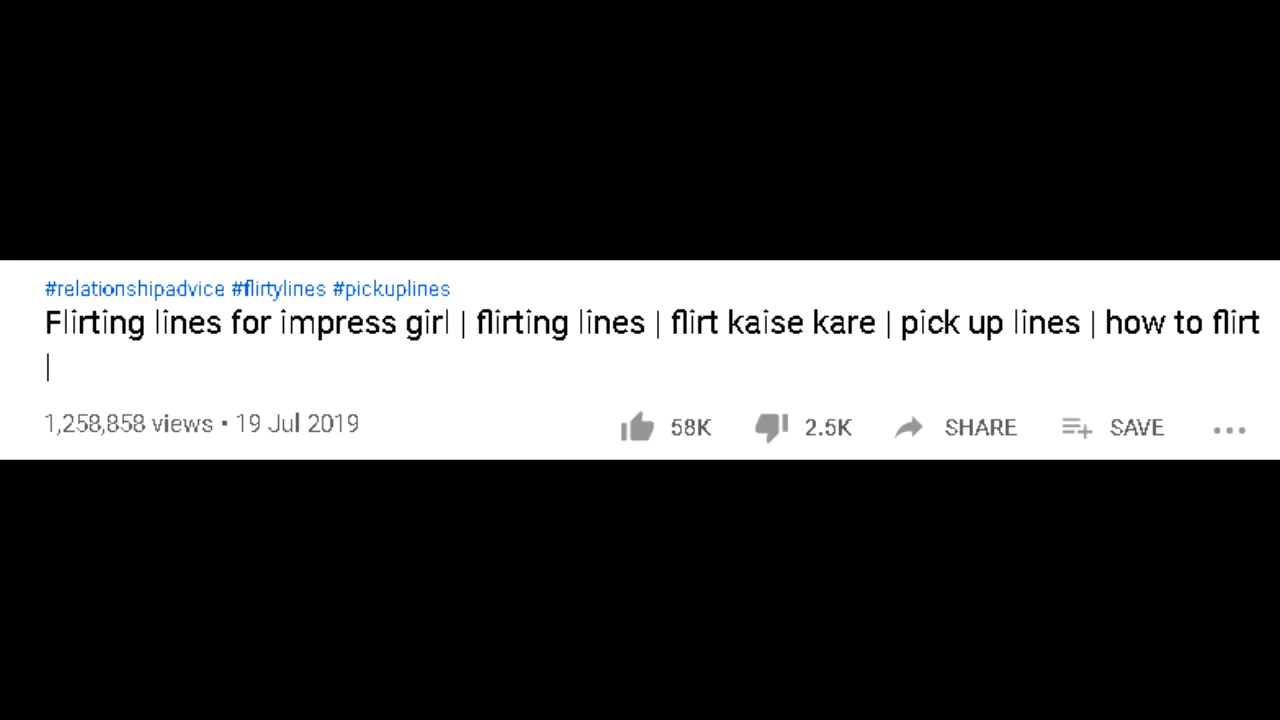 #relationshipadvice #flirtylines #pickuplines
Flirting lines for impress girl | flirting lines | flirt kaise kare | pick up lines | how to flirt
|
1,258,858 views • 19 Jul 2019 58K 2.5K SHARE SAVE ...